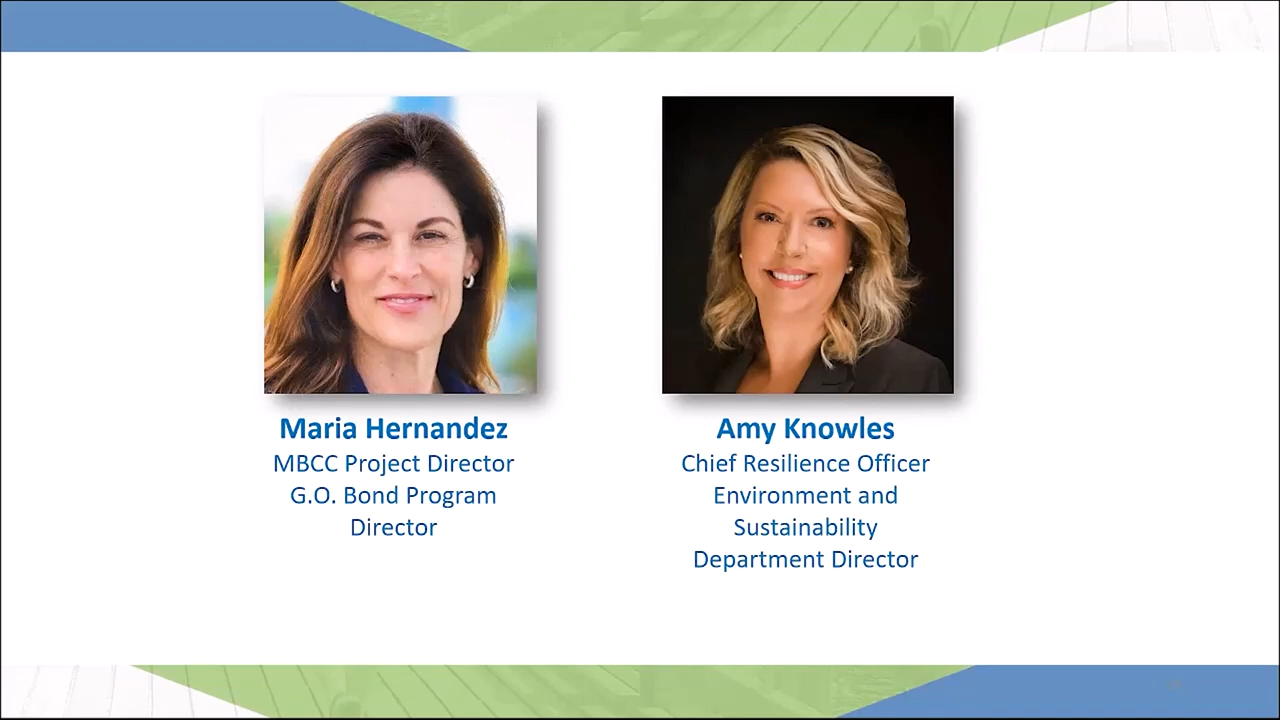 Maria Hernandez
MBCC Project Director
G.O. Bond Program
Director
Amy Knowles
Chief Resilience Officer
Environment and
Sustainability
Department Director